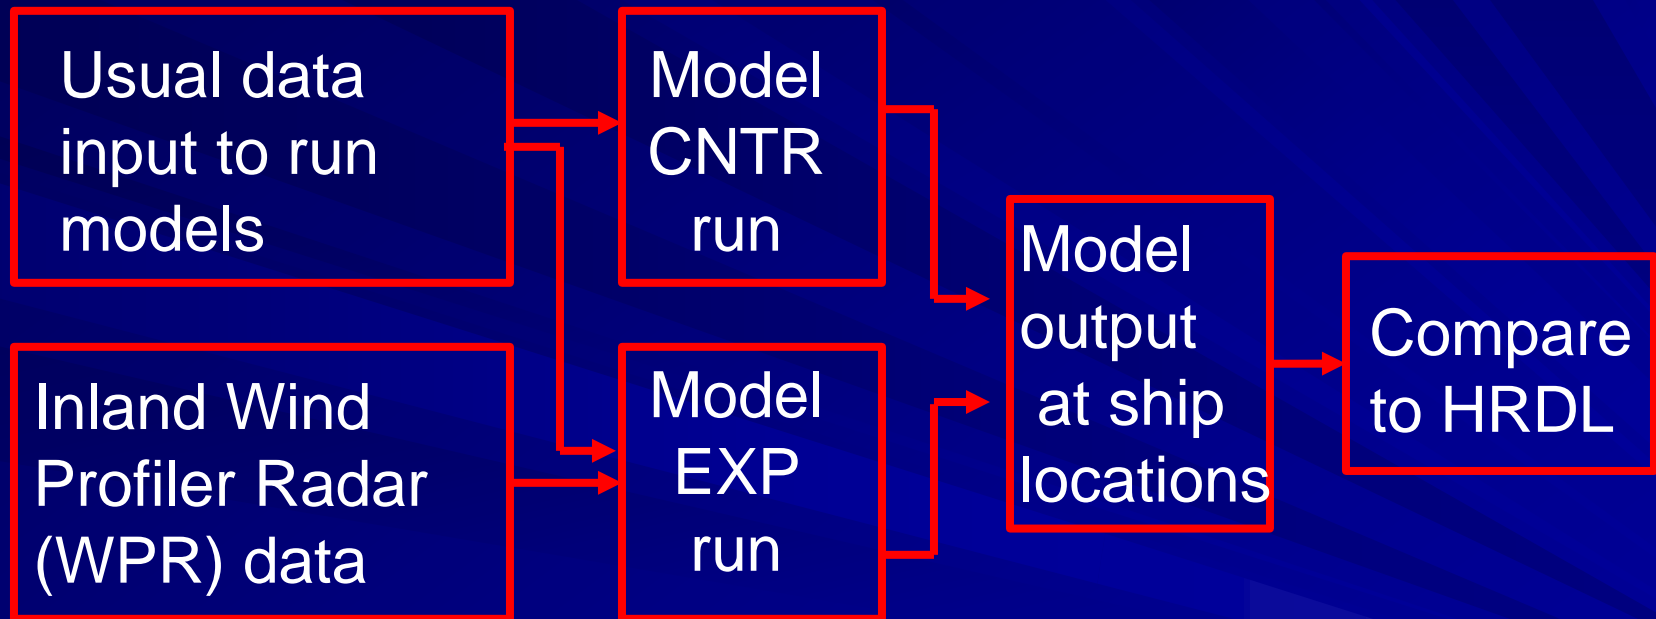 Usual data
input to run
models
Model
CNTR
run
Inland Wind
Profiler Radar
(WPR) data
Model
EXP
run
Model
output
at ship
locations
Compare
to HRDL